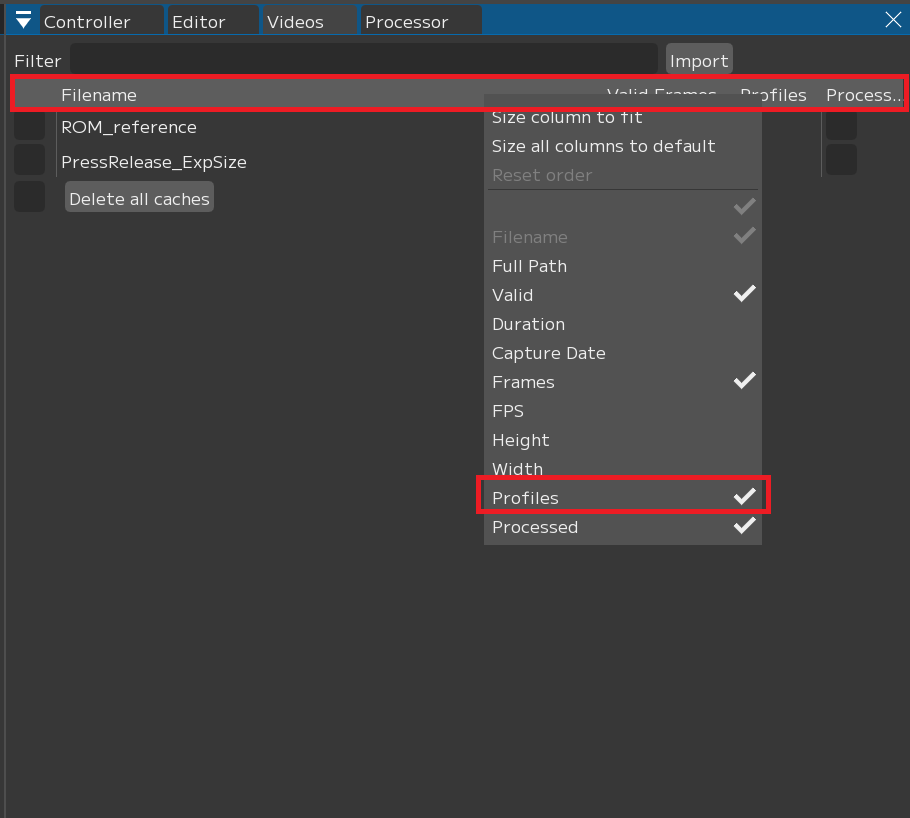 Controller Editor Videos Processor
Filter Import
Filename Valid Frames Profiles Process...
Size column to fit
ROM_reference
Size all columns to default
PressRelease_ExpSize
Reset order
Delete all caches
Filename
Full Path
Valid
Duration
Capture Date
Frames
FPS
Height
Width
Profiles
Processed